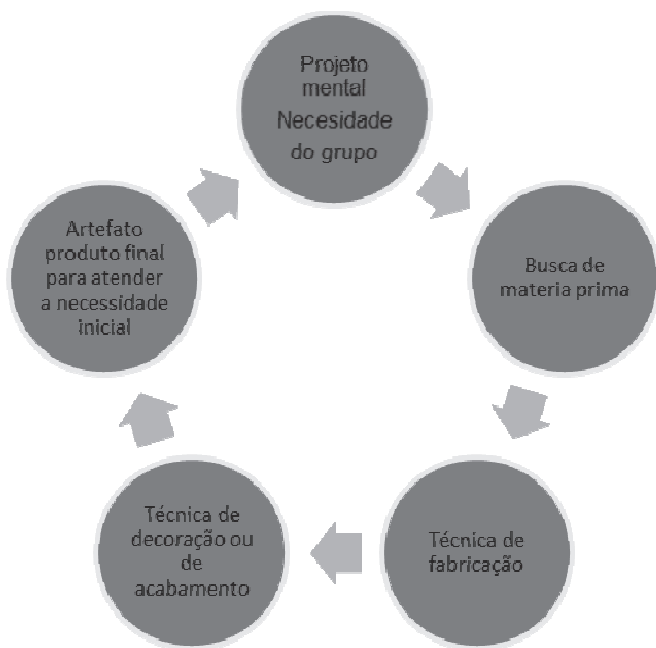 Projeto
mental
Necesidade
do grupo
Busca de
materia prima
Técnica de
fabricação
Técnica de
decoração ou
de
acabamento
Artefato
produto final
para atender
a necessidade
inicial